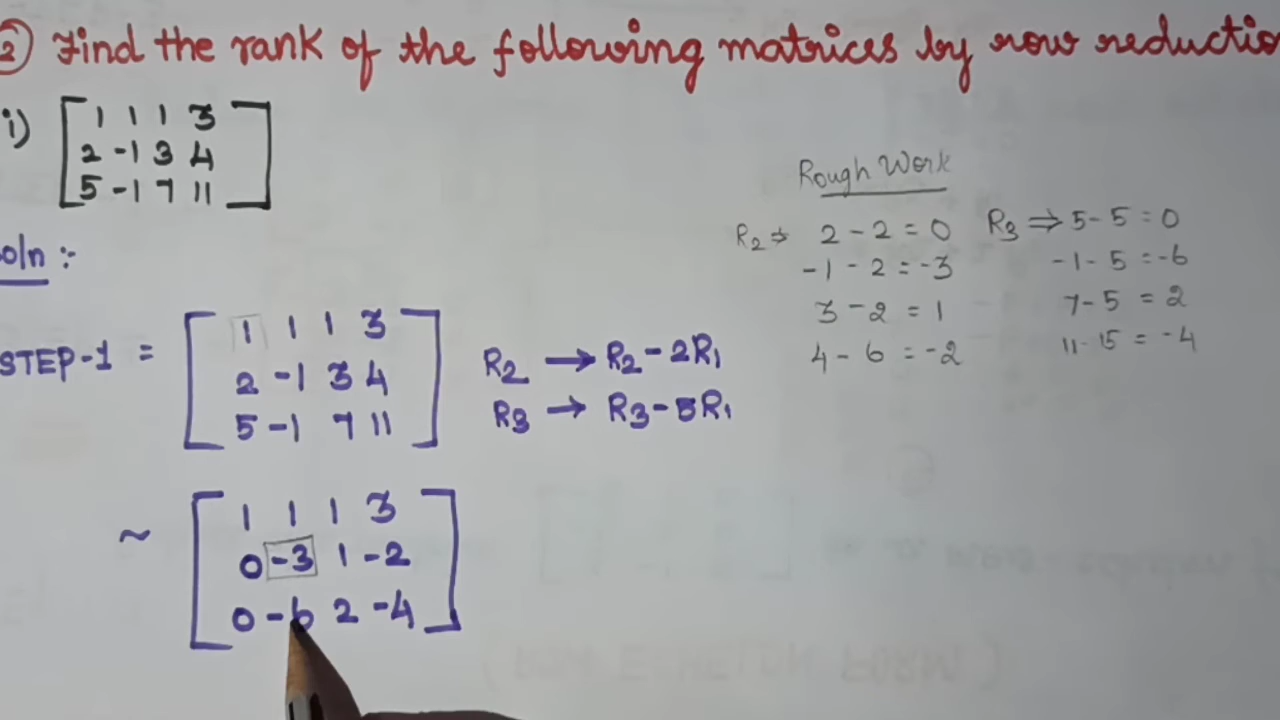 2) Find the rank of the following matrices by row reductio
i) [ 1 1 1 3
2 -1 3 4
5 -1 7 11 ]
oln :-
STEP-1 = [ 1 1 1 3
2 -1 3 4
5 -1 7 11 ]
R2 → R2 - 2R1
R3 → R3 - 5R1
~ [ 1 1 1 3
0 -3 1 -2
0 -6 2 -4 ]
Rough Work
R2 ⇒ 2 - 2 = 0
-1 - 2 = -3
3 - 2 = 1
4 - 6 = -2
R3 ⇒ 5 - 5 = 0
-1 - 5 = -6
7 - 5 = 2
11 - 15 = -4